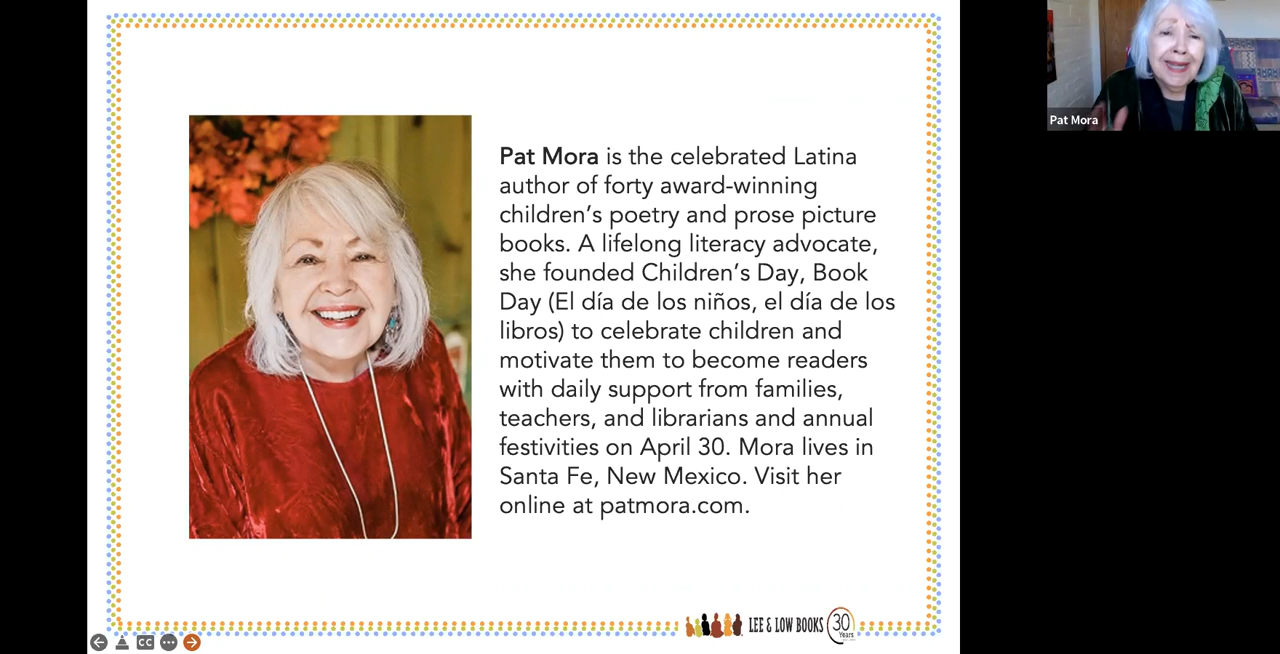 Pat Mora is the celebrated Latina
author of forty award-winning
children's poetry and prose picture
books. A lifelong literacy advocate,
she founded Children's Day, Book
Day (El día de los niños, el día de los
libros) to celebrate children and
motivate them to become readers
with daily support from families,
teachers, and librarians and annual
festivities on April 30. Mora lives in
Santa Fe, New Mexico. Visit her
online at patmora.com.
LEE & LOW BOOKS
30
Years
CC
Pat Mora